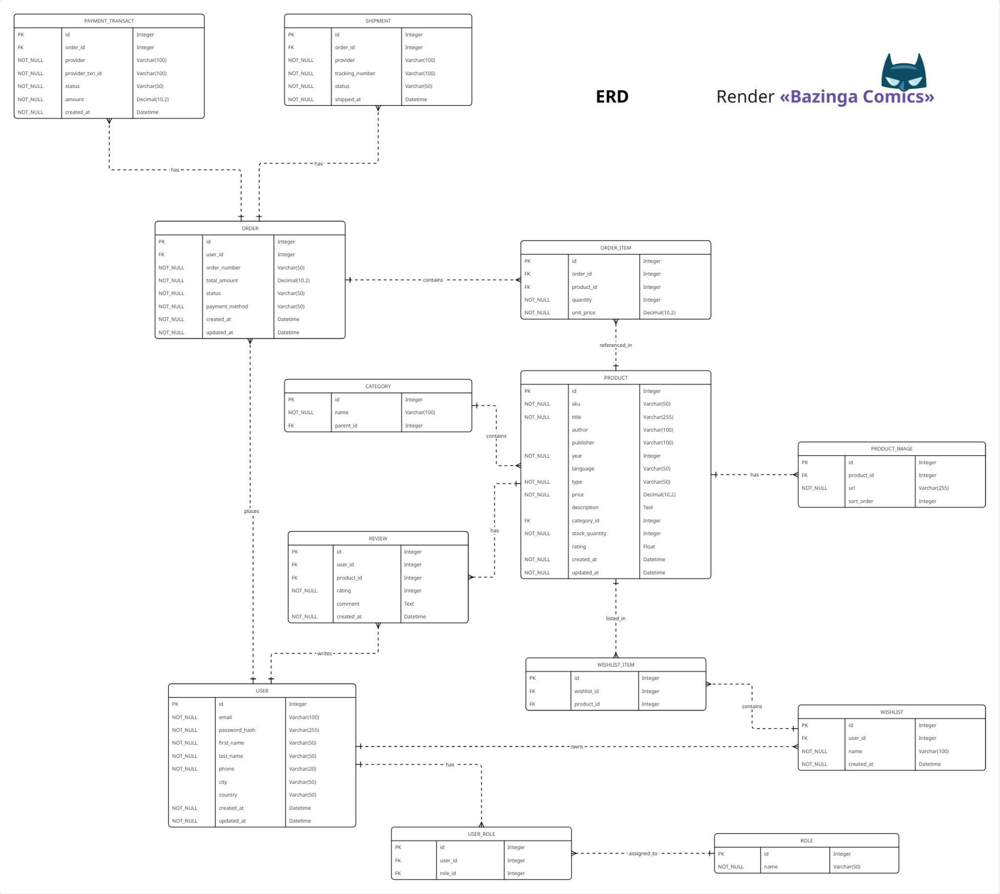 PAYMENT_TRANSACT
PK id Integer
FK order_id Integer
NOT_NULL provider Varchar(100)
NOT_NULL provider_txn_id Varchar(100)
NOT_NULL status Varchar(50)
NOT_NULL amount Decimal(10,2)
NOT_NULL created_at Datetime
SHIPMENT
PK id Integer
FK order_id Integer
NOT_NULL provider Varchar(100)
NOT_NULL tracking_number Varchar(100)
NOT_NULL status Varchar(50)
NOT_NULL shipped_at Datetime
ERD
Render «Bazinga Comics»
has
has
ORDER
PK id Integer
FK user_id Integer
NOT_NULL order_number Varchar(50)
NOT_NULL total_amount Decimal(10,2)
NOT_NULL status Varchar(50)
NOT_NULL payment_method Varchar(50)
NOT_NULL created_at Datetime
NOT_NULL updated_at Datetime
contains
ORDER_ITEM
PK id Integer
FK order_id Integer
FK product_id Integer
NOT_NULL quantity Integer
NOT_NULL unit_price Decimal(10,2)
referenced_in
CATEGORY
PK id Integer
NOT_NULL name Varchar(100)
FK parent_id Integer
contains
PRODUCT
PK id Integer
NOT_NULL sku Varchar(50)
NOT_NULL title Varchar(255)
author Varchar(100)
publisher Varchar(100)
NOT_NULL year Integer
language Varchar(50)
NOT_NULL type Varchar(50)
NOT_NULL price Decimal(10,2)
description Text
FK category_id Integer
NOT_NULL stock_quantity Integer
rating Float
NOT_NULL created_at Datetime
NOT_NULL updated_at Datetime
has
PRODUCT_IMAGE
PK id Integer
FK product_id Integer
NOT_NULL url Varchar(255)
sort_order Integer
places
has
REVIEW
PK id Integer
FK user_id Integer
FK product_id Integer
NOT_NULL rating Integer
comment Text
NOT_NULL created_at Datetime
listed_in
writes
WISHLIST_ITEM
PK id Integer
FK wishlist_id Integer
FK product_id Integer
contains
WISHLIST
PK id Integer
FK user_id Integer
NOT_NULL name Varchar(100)
NOT_NULL created_at Datetime
USER
PK id Integer
NOT_NULL email Varchar(100)
NOT_NULL password_hash Varchar(255)
NOT_NULL first_name Varchar(50)
NOT_NULL last_name Varchar(50)
NOT_NULL phone Varchar(20)
city Varchar(50)
country Varchar(50)
NOT_NULL created_at Datetime
NOT_NULL updated_at Datetime
owns
has
USER_ROLE
PK id Integer
FK user_id Integer
FK role_id Integer
assigned_to
ROLE
PK id Integer
NOT_NULL name Varchar(50)